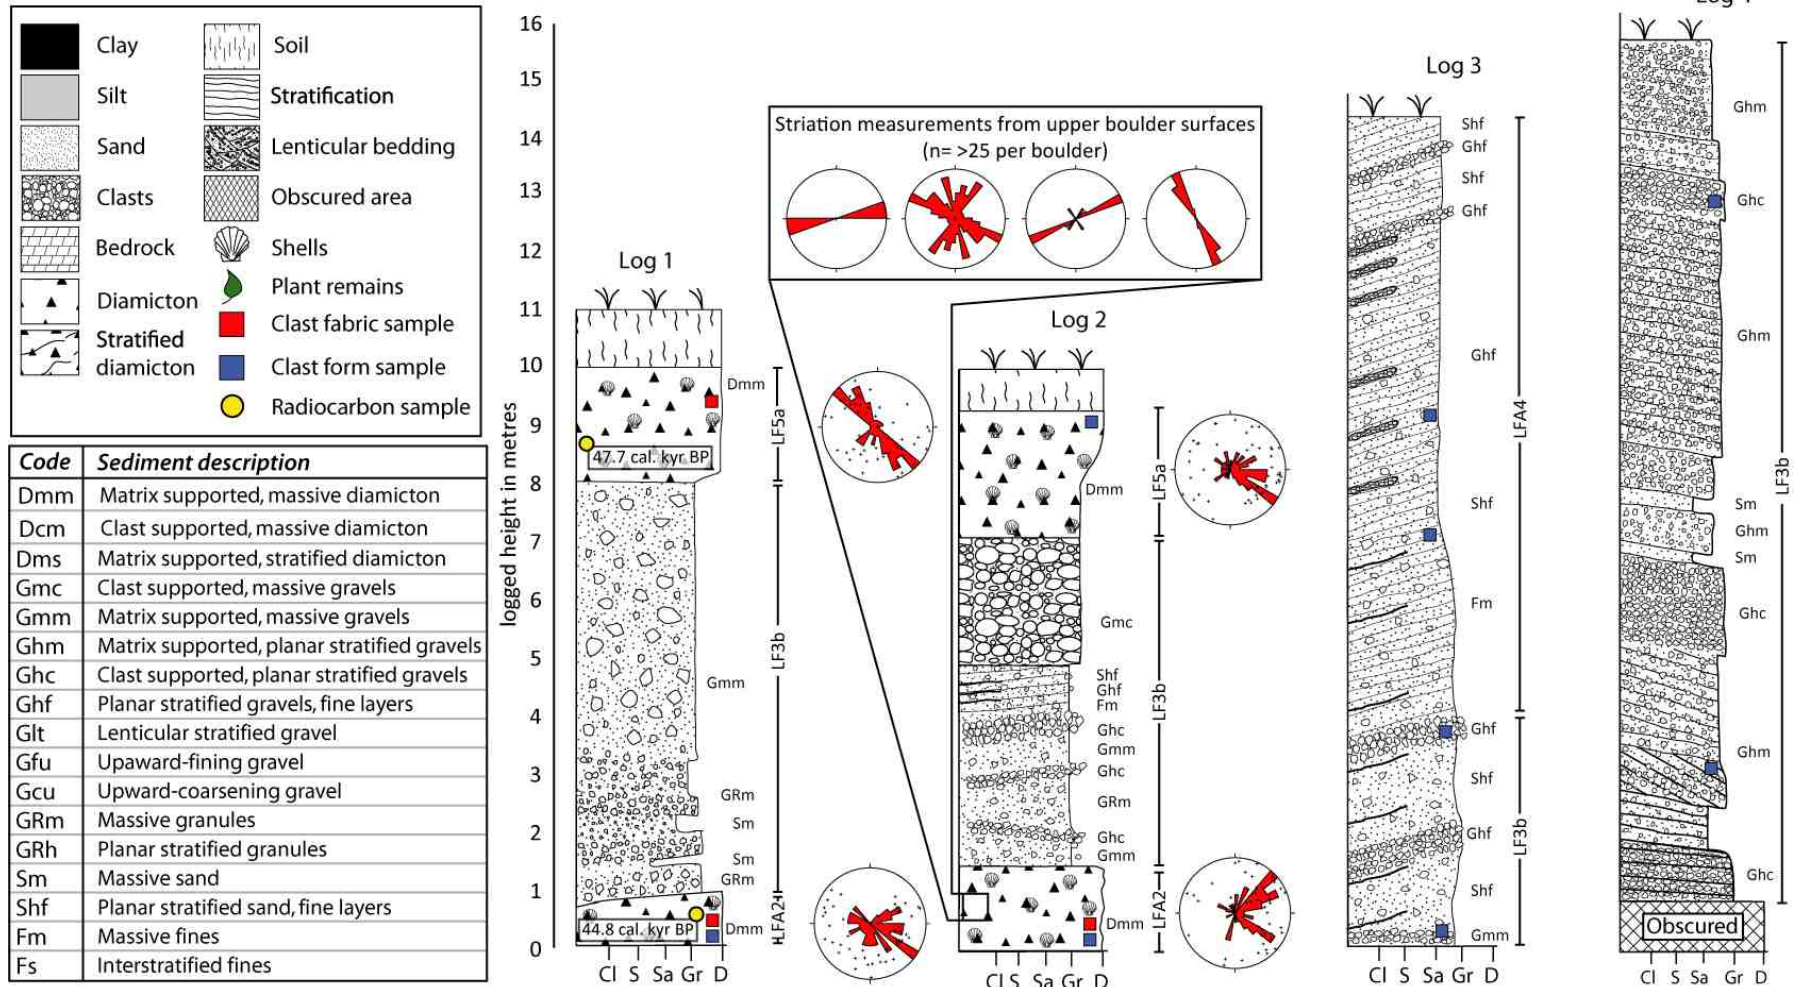 Clay
Silt
Sand
Clasts
Bedrock
Diamicton
Stratified
diamicton
Soil
Stratification
Lenticular bedding
Obscured area
Shells
Plant remains
Clast fabric sample
Clast form sample
Radiocarbon sample
Code Sediment description
Dmm Matrix supported, massive diamicton
Dcm Clast supported, massive diamicton
Dms Matrix supported, stratified diamicton
Gmc Clast supported, massive gravels
Gmm Matrix supported, massive gravels
Ghm Matrix supported, planar stratified gravels
Ghc Clast supported, planar stratified gravels
Ghf Planar stratified gravels, fine layers
Glt Lenticular stratified gravel
Gfu Upaward-fining gravel
Gcu Upward-coarsening gravel
GRm Massive granules
GRh Planar stratified granules
Sm Massive sand
Shf Planar stratified sand, fine layers
Fm Massive fines
Fs Interstratified fines
logged height in metres
16
15
14
13
12
11
10
9
8
7
6
5
4
3
2
1
0
Log 1
Dmm
47.7 cal. kyr BP
LF5a
Gmm
LF3b
GRm
Sm
Sm
GRm
44.8 cal. kyr BP
Dmm
LFA2
Cl S Sa Gr D
Striation measurements from upper boulder surfaces
(n= >25 per boulder)
Log 2
Dmm
LF5a
Gmc
Shf
Ghf
Fm
Ghc
Gmm
Ghc
GRm
Ghc
Gmm
LF3b
Dmm
LFA2
Cl S Sa Gr D
Log 3
Shf
Ghf
Shf
Ghf
Ghf
Shf
Fm
LFA4
Ghf
Shf
Ghf
Shf
Gmm
LF3b
Cl S Sa Gr D
Ghm
Ghc
Ghm
Sm
Ghm
Sm
Ghc
Ghm
Ghc
LF3b
Obscured
Cl S Sa Gr D